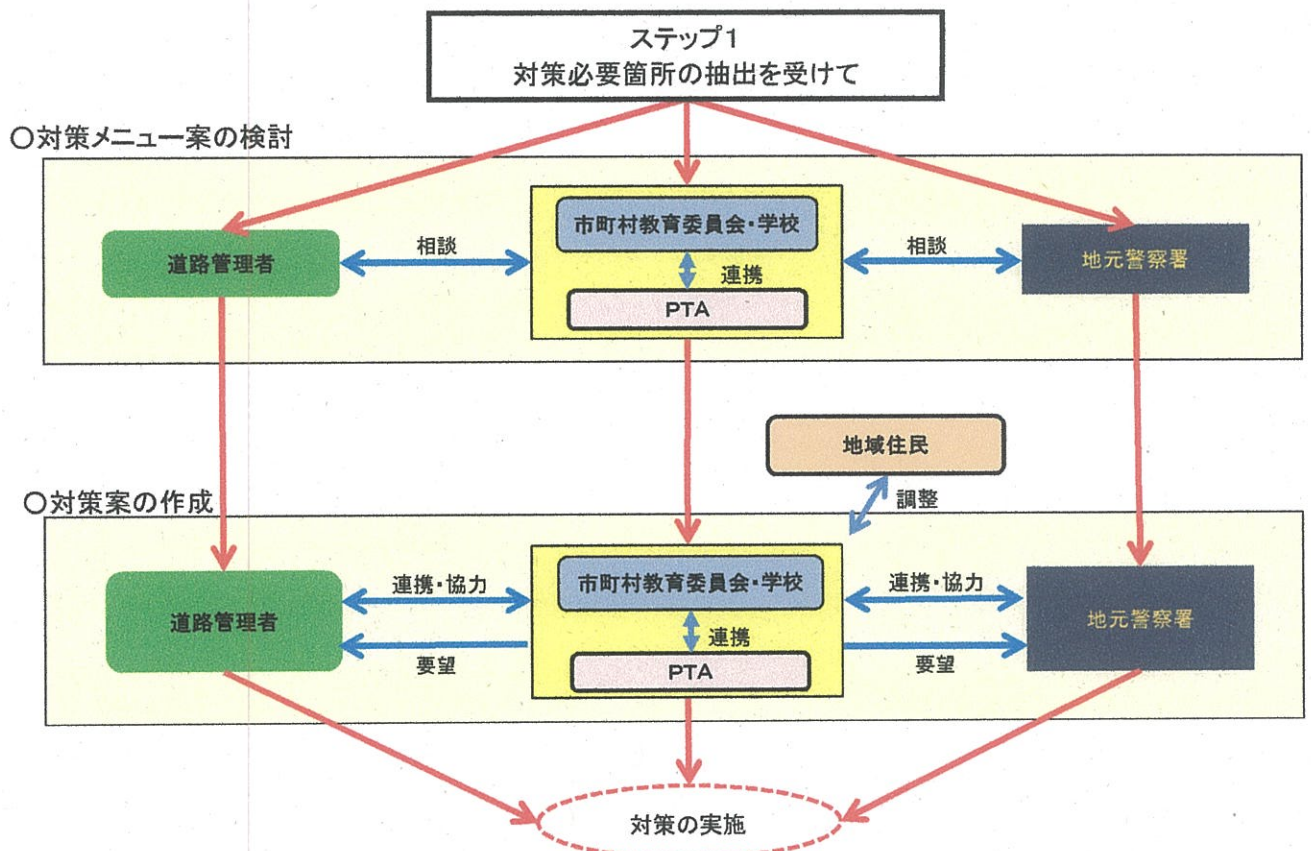 ステップ1
対策必要箇所の抽出を受けて
○対策メニュー案の検討
市町村教育委員会・学校
道路管理者
相談
相談
地元警察署
連携
PTA
地域住民
調整
○対策案の作成
市町村教育委員会・学校
連携・協力
連携・協力
道路管理者
地元警察署
連携
要望
要望
PTA
対策の実施